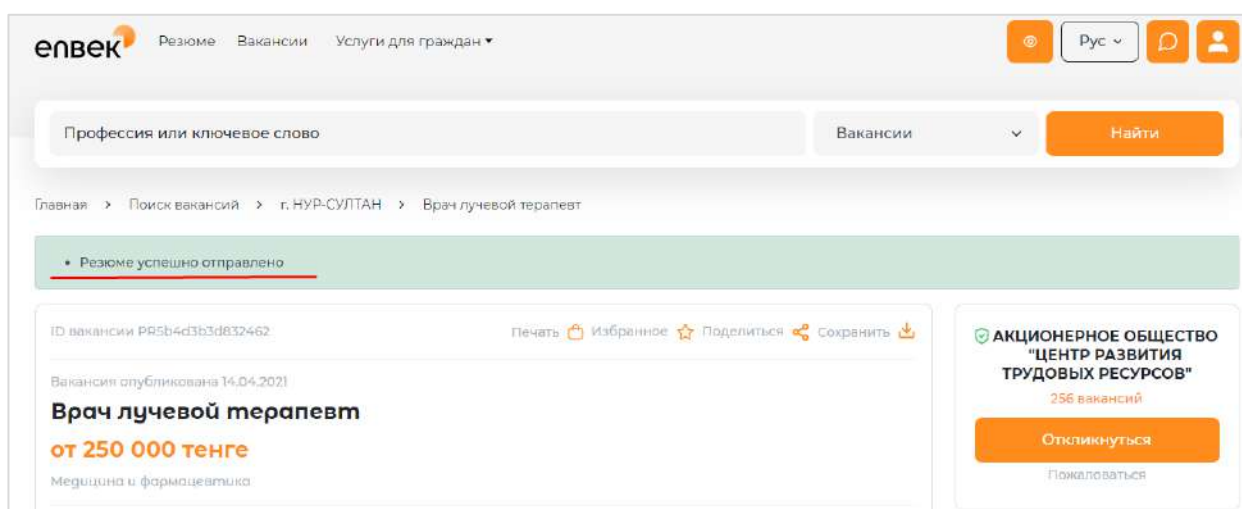 enbek Резюме Вакансии Услуги для граждан Рус
Профессия или ключевое слово Вакансии Найти
Главная > Поиск вакансий > г. НУР-СУЛТАН > Врач лучевой терапевт
• Резюме успешно отправлено
ID вакансии PR5b4d3b3d832462
Печать Избранное Поделиться Сохранить
Вакансия опубликована 14.04.2021
Врач лучевой терапевт
от 250 000 тенге
Медицина и фармацевтика
АКЦИОНЕРНОЕ ОБЩЕСТВО
"ЦЕНТР РАЗВИТИЯ
ТРУДОВЫХ РЕСУРСОВ"
256 вакансий
Откликнуться
Пожаловаться